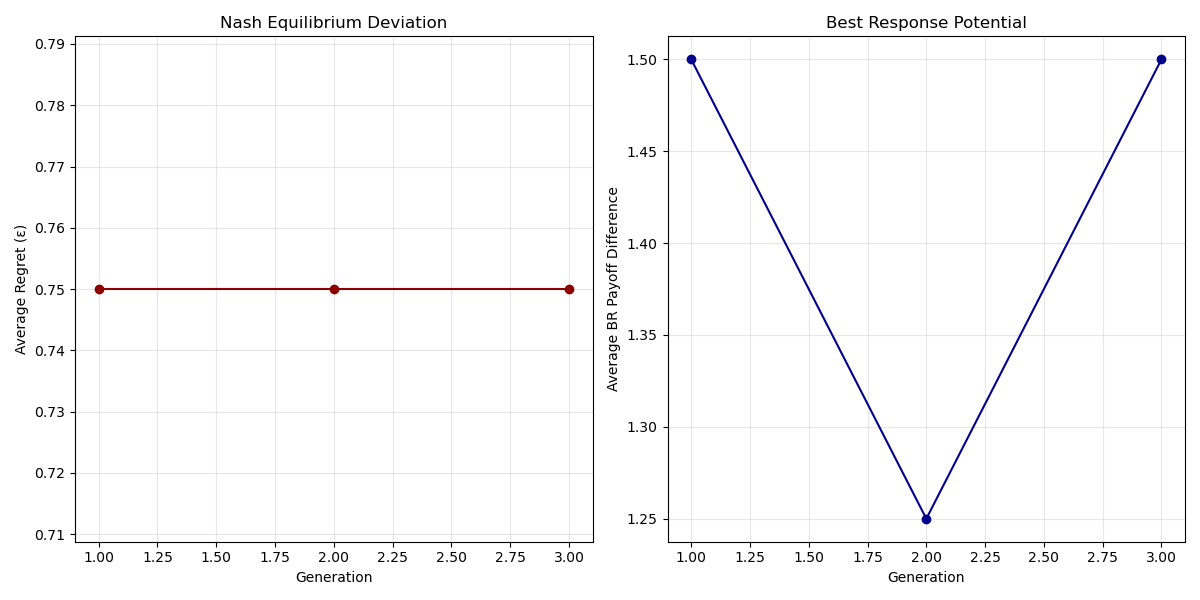 Nash Equilibrium Deviation
Average Regret (ε)
0.79
0.78
0.77
0.76
0.75
0.74
0.73
0.72
0.71
1.00 1.25 1.50 1.75 2.00 2.25 2.50 2.75 3.00
Generation
Best Response Potential
Average BR Payoff Difference
1.50
1.45
1.40
1.35
1.30
1.25
1.00 1.25 1.50 1.75 2.00 2.25 2.50 2.75 3.00
Generation